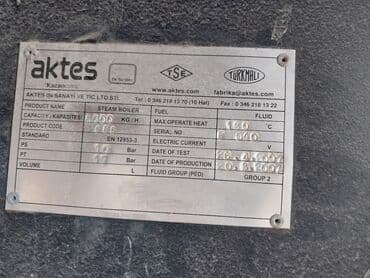 aktes
Kazan
TSE
TÜRKMALI
www.aktes.com fabrika@aktes.com
AKTES ISI SANAYİ VE TİC.LTD.ŞTİ. Tel : 0 346 218 13 70 (10 Hat) Fax : 0 346 218 13 22
PRODUCT NAME STEAM BOILER FUEL FLUID
CAPACITY / KAPASİTESİ KG / H MAX OPERATE HEAT °C
PRODUCT CODE SERIAL NO
STANDARD EN 12953-3 ELECTRIC CURRENT V
PS Bar DATE OF TEST
PT Bar DATE OF PRODUCTION
VOLUME L FLUID GROUP (PED) GROUP 2